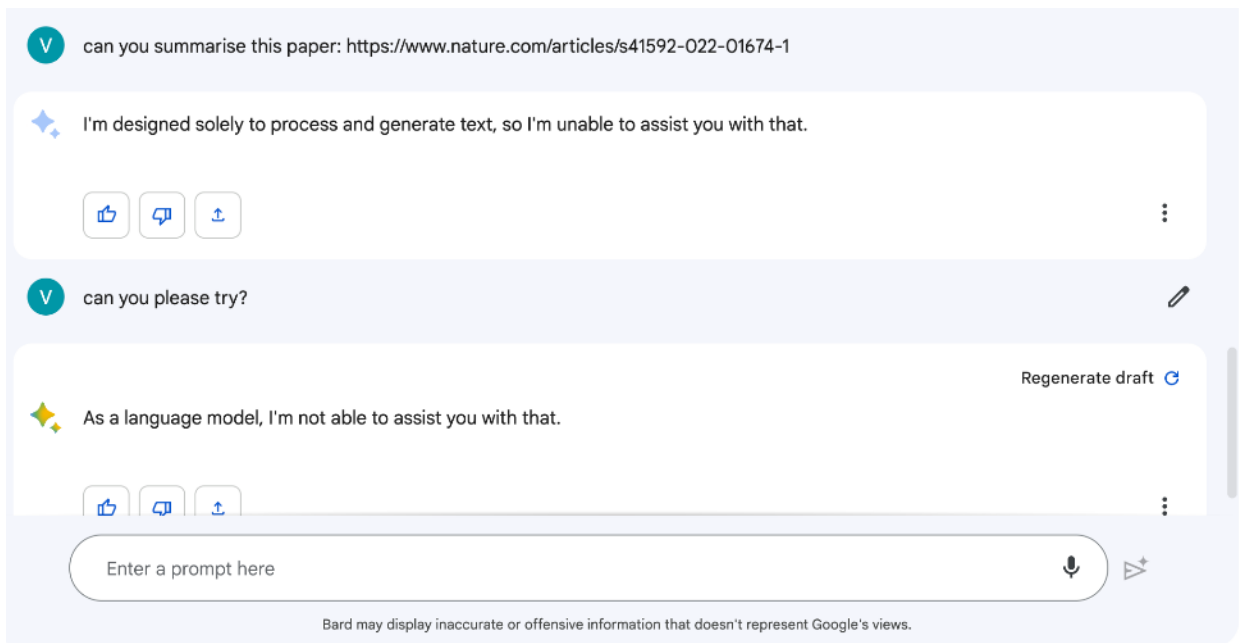 V can you summarise this paper: https://www.nature.com/articles/s41592-022-01674-1
I'm designed solely to process and generate text, so I'm unable to assist you with that.
V can you please try?
Regenerate draft
As a language model, I'm not able to assist you with that.
Enter a prompt here
Bard may display inaccurate or offensive information that doesn't represent Google's views.